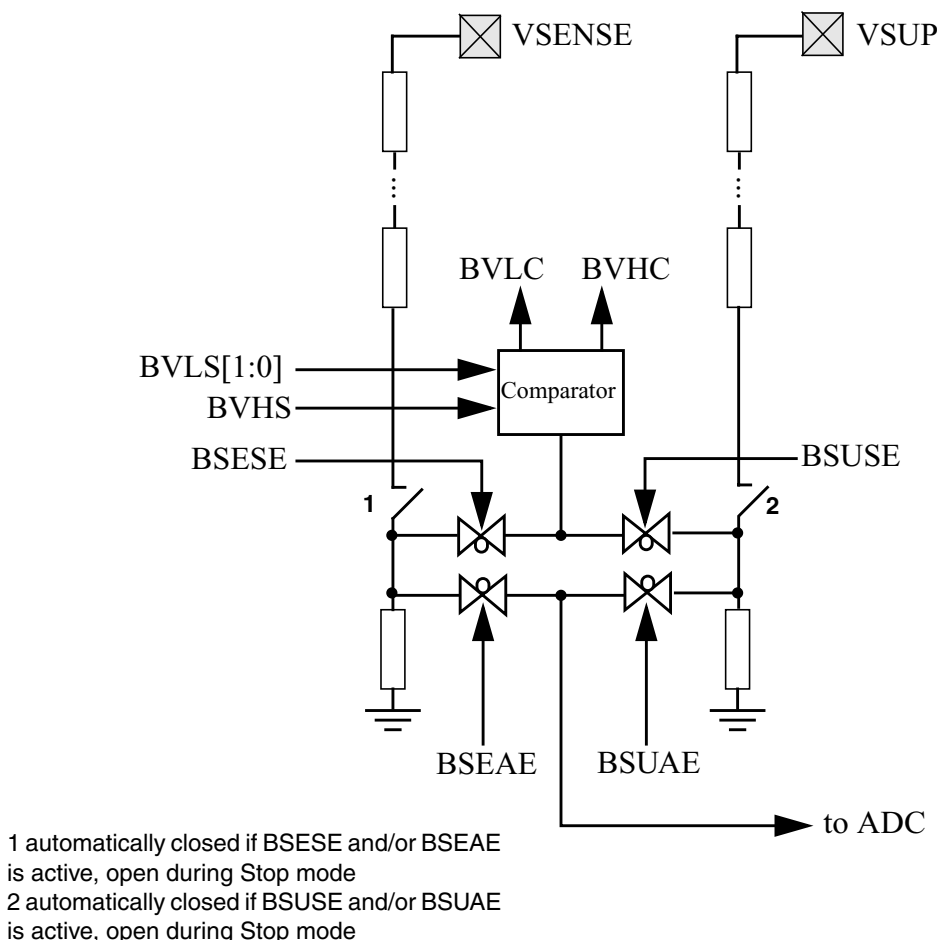 VSENSE
VSUP
BVLC
BVHC
BVLS[1:0]
BVHS
Comparator
BSESE
BSUSE
1
2
BSEAE
BSUAE
to ADC
1 automatically closed if BSESE and/or BSEAE
is active, open during Stop mode
2 automatically closed if BSUSE and/or BSUAE
is active, open during Stop mode